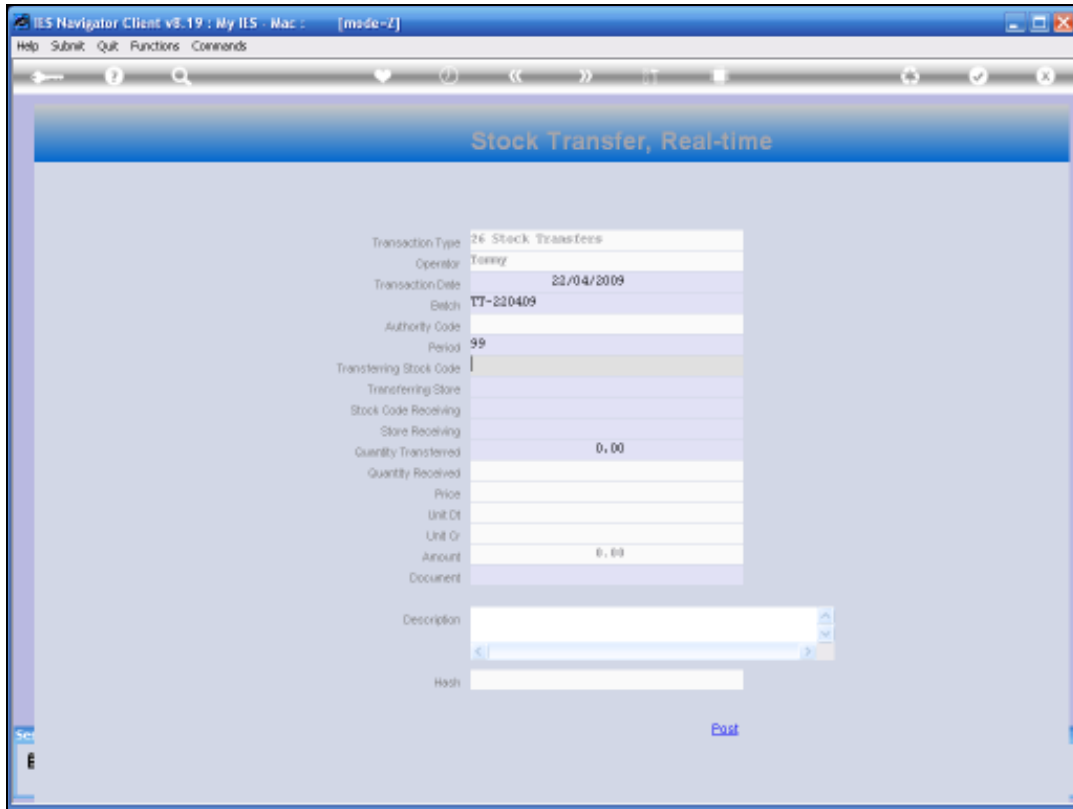 IES Navigator Client v8.19 : My IES - Mac : [mode=Z]
Help Submit Quit Functions Commands
Stock Transfer, Real-time
Transaction Type 26 Stock Transfers
Operator Tommy
Transaction Date 22/04/2009
Batch TT-220409
Authority Code
Period 99
Transferring Stock Code
Transferring Store
Stock Code Receiving
Store Receiving
Quantity Transferred 0.00
Quantity Received
Price
Unit Dt
Unit Cr
Amount 0.00
Document
Description
Hash
Post